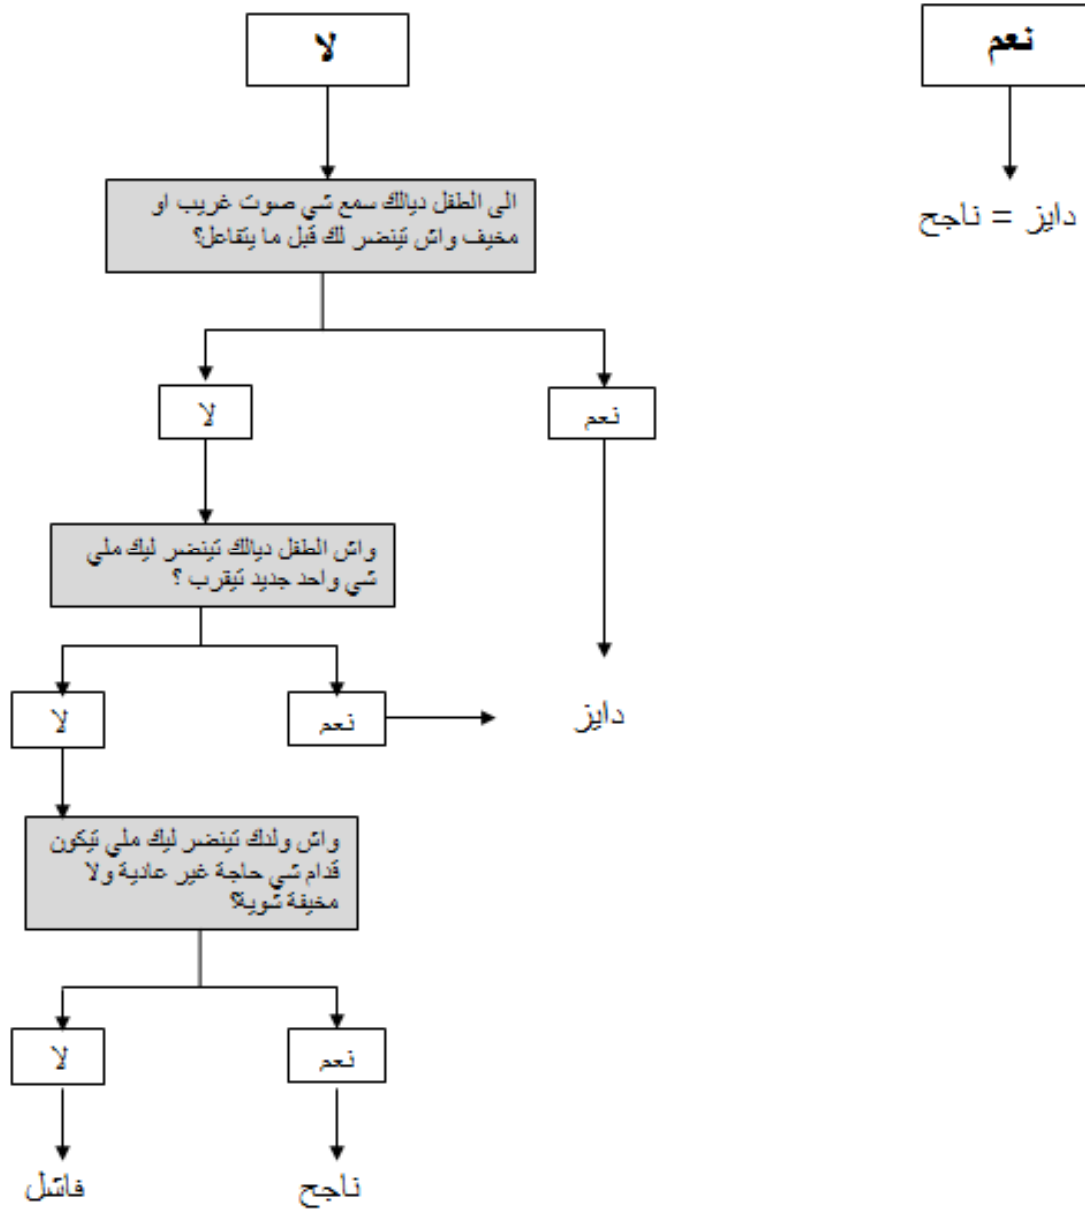 لا
نعم
دايز = ناجح
الى الطفل ديالك سمع شي صوت غريب او
مخيف واش تينضر لك قبل ما يتفاعل؟
لا
نعم
واش الطفل ديالك تينضر ليك ملي
شي واحد جديد تيقرب ؟
لا
نعم
دايز
واش ولدك تينضر ليك ملي تيكون
قدام شي حاجة غير عادية ولا
مخيفة شوية؟
لا
نعم
فاشل
ناجح